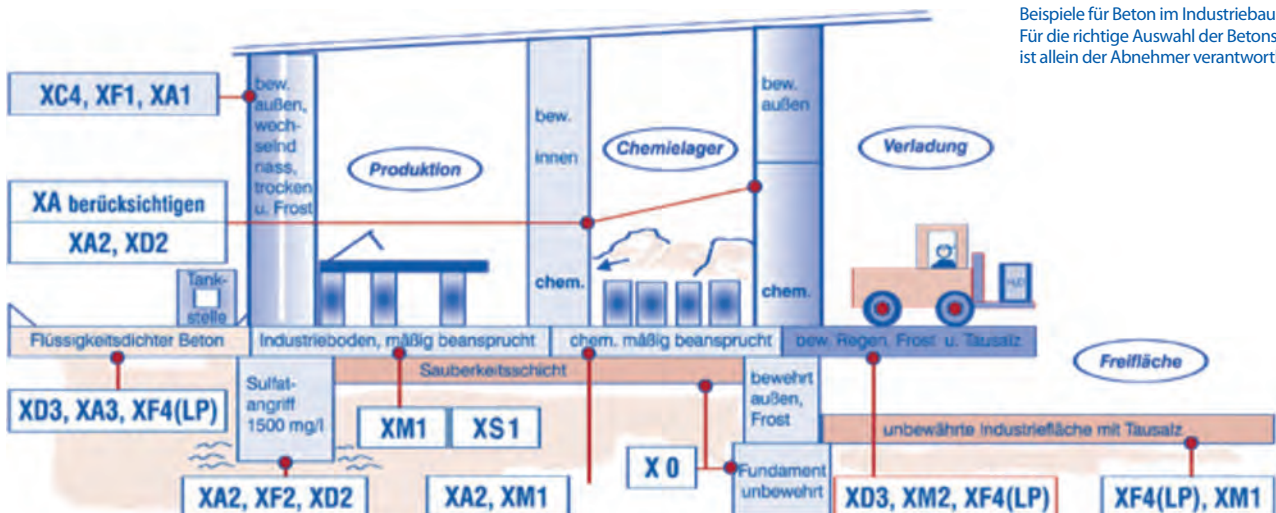 Beispiele für Beton im Industriebau
Für die richtige Auswahl der Betons
ist allein der Abnehmer verantwort
XC4, XF1, XA1
bew.
außen,
wech-
selnd
nass,
trocken
u. Frost
Produktion
bew.
innen
Chemielager
bew.
außen
Verladung
XA berücksichtigen
XA2, XD2
chem.
chem.
Tank-
stelle
Flüssigkeitsdichter Beton
Industrieboden, mäßig beansprucht
chem. mäßig beansprucht
bew. Regen, Frost u. Tausalz
Freifläche
Sauberkeitsschicht
Sulfat-
angriff
1500 mg/l
bewehrt
außen,
Frost
XD3, XA3, XF4(LP)
XM1
XS1
unbewährte Industriefläche mit Tausalz
X 0
Fundament
unbewehrt
XA2, XF2, XD2
XA2, XM1
XD3, XM2, XF4(LP)
XF4(LP), XM1